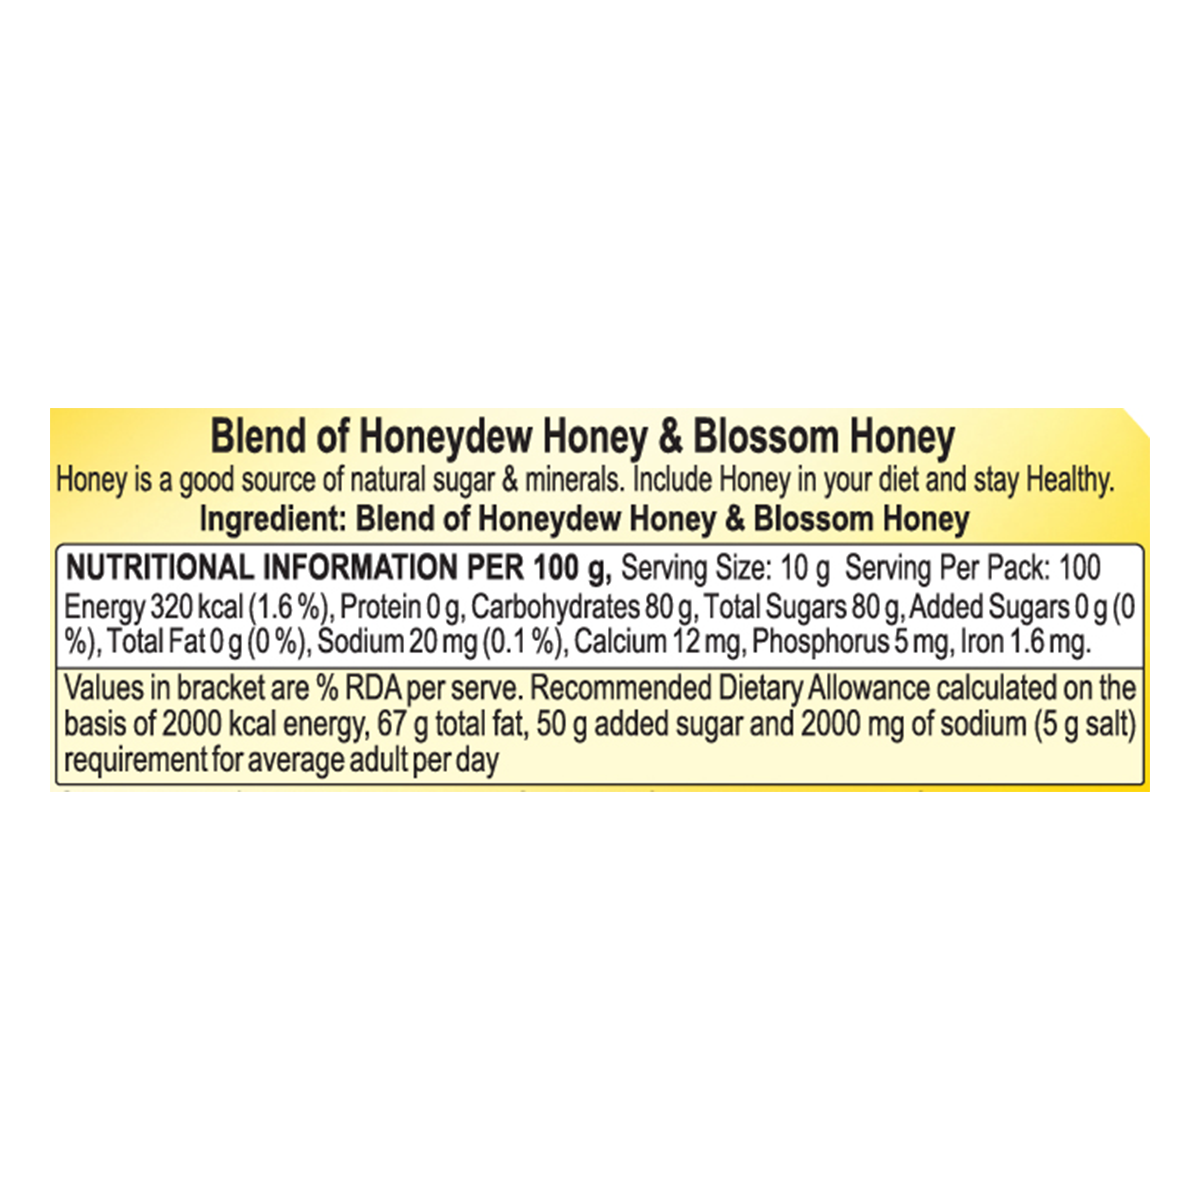 Blend of Honeydew Honey & Blossom Honey
Honey is a good source of natural sugar & minerals. Include Honey in your diet and stay Healthy.
Ingredient: Blend of Honeydew Honey & Blossom Honey
NUTRITIONAL INFORMATION PER 100 g, Serving Size: 10 g Serving Per Pack: 100
Energy 320 kcal (1.6 %), Protein 0 g, Carbohydrates 80 g, Total Sugars 80 g, Added Sugars 0 g (0
%), Total Fat 0 g (0 %), Sodium 20 mg (0.1 %), Calcium 12 mg, Phosphorus 5 mg, Iron 1.6 mg.
Values in bracket are % RDA per serve. Recommended Dietary Allowance calculated on the
basis of 2000 kcal energy, 67 g total fat, 50 g added sugar and 2000 mg of sodium (5 g salt)
requirement for average adult per day